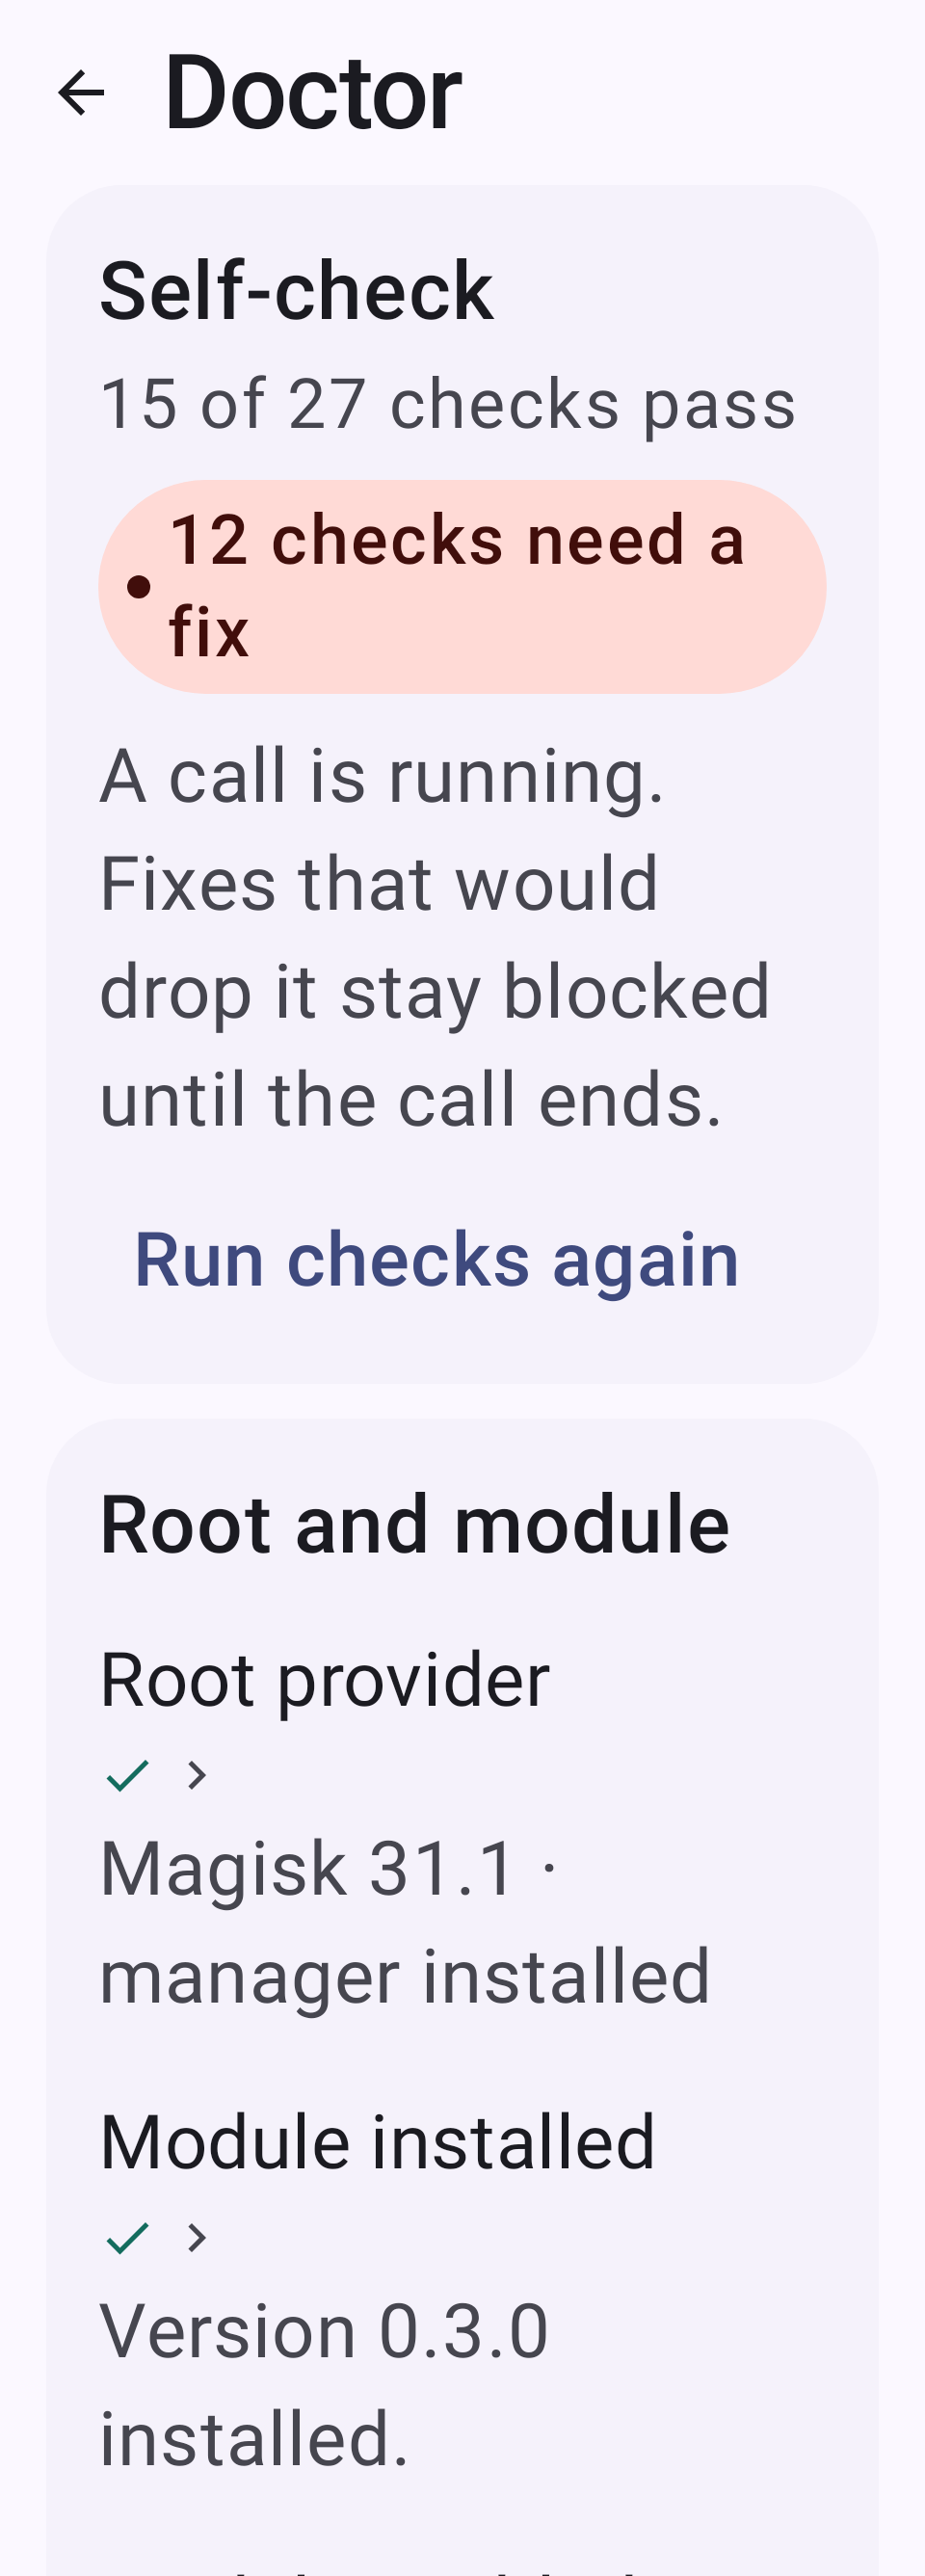 Doctor
Self-check
15 of 27 checks pass
12 checks need a
fix
A call is running.
Fixes that would
drop it stay blocked
until the call ends.
Run checks again
Root and module
Root provider
Magisk 31.1 ·
manager installed
Module installed
Version 0.3.0
installed.